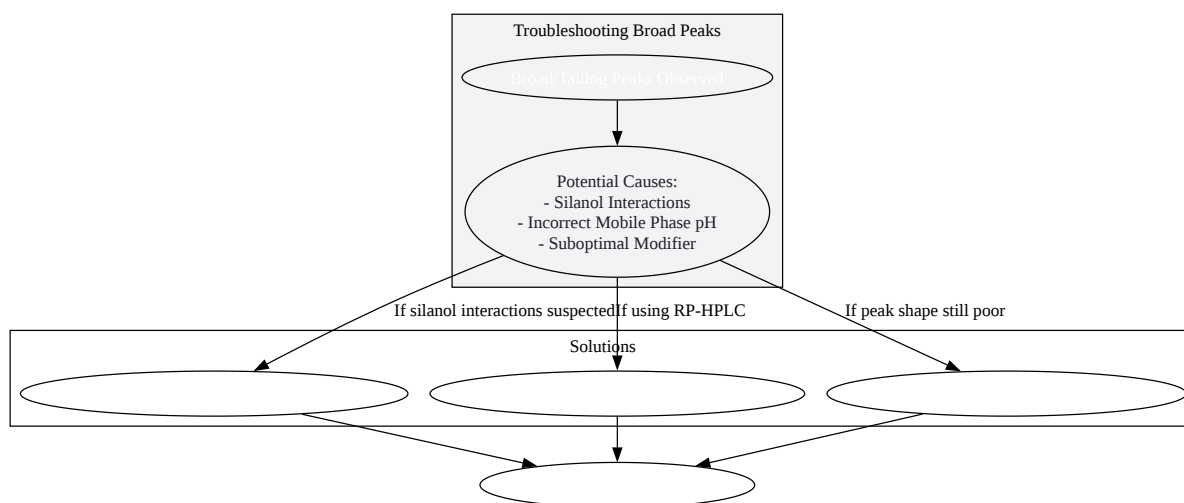 Troubleshooting Broad Peaks
Broad/Tailing Peaks Observed
Potential Causes:
- Silanol Interactions
- Incorrect Mobile Phase pH
- Suboptimal Modifier
If silanol interactions suspected
If using RP-HPLC
If peak shape still poor
Solutions